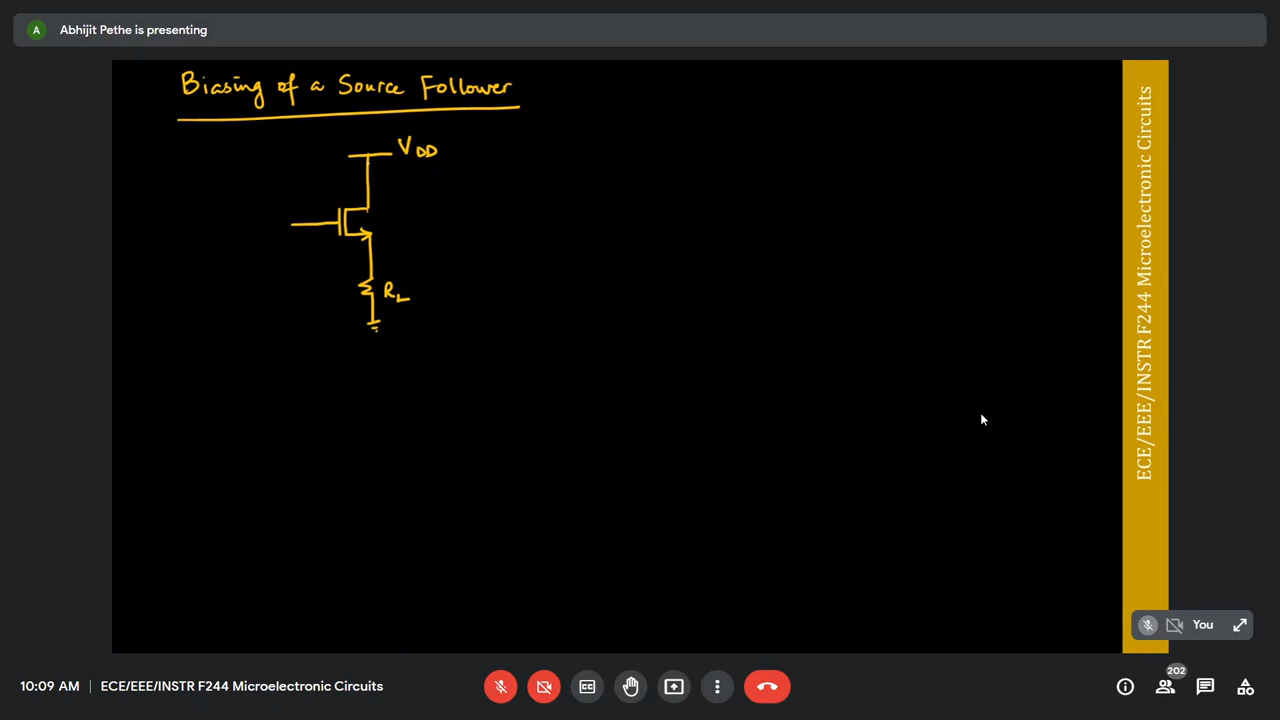 A
Abhijit Pethe is presenting
Biasing of a Source Follower
VDD
RL
ECE/EEE/INSTR F244 Microelectronic Circuits
You
10:09 AM | ECE/EEE/INSTR F244 Microelectronic Circuits
CC
202